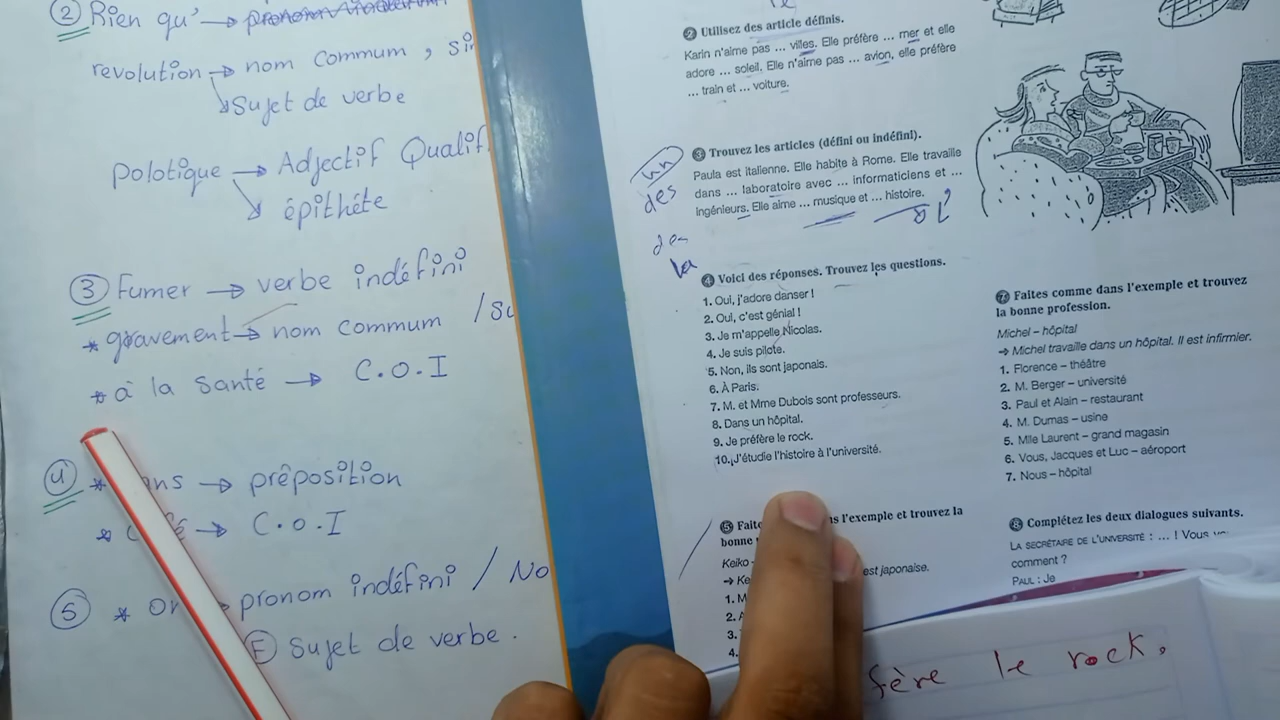 ② Rien qu' →
revolution → nom commum , si
↳ Sujet de verbe
polotique → Adjectif Qualif
↘ épithéte
③ Fumer → verbe indéfini
* gravement → nom commum / Su
* à la santé → C.O.I
④ * ns → prêposition
* → C.O.I
⑤ * On → pronom indéfini / No
F Sujet de verbe .
❷ Utilisez des article définis.
Karin n'aime pas ... villes. Elle préfère ... mer et elle
adore ... soleil. Elle n'aime pas ... avion, elle préfère
... train et ... voiture.
un
des
la
❸ Trouvez les articles (défini ou indéfini).
Paula est italienne. Elle habite à Rome. Elle travaille
dans ... laboratoire avec ... informaticiens et ...
ingénieurs. Elle aime ... musique et ... histoire.
❹ Voici des réponses. Trouvez les questions.
1. Oui, j'adore danser !
2. Oui, c'est génial !
3. Je m'appelle Nicolas.
4. Je suis pilote.
5. Non, ils sont japonais.
6. À Paris.
7. M. et Mme Dubois sont professeurs.
8. Dans un hôpital.
9. Je préfère le rock.
10. J'étudie l'histoire à l'université.
❺ Faite s l'exemple et trouvez la
bonne
Keiko
→ Ke est japonaise.
1. M
2. A
3.
4.
❼ Faites comme dans l'exemple et trouvez
la bonne profession.
Michel – hôpital
→ Michel travaille dans un hôpital. Il est infirmier.
1. Florence – théâtre
2. M. Berger – université
3. Paul et Alain – restaurant
4. M. Dumas – usine
5. Mlle Laurent – grand magasin
6. Vous, Jacques et Luc – aéroport
7. Nous – hôpital
❽ Complétez les deux dialogues suivants.
LA SECRÉTAIRE DE L'UNIVERSITÉ : ... ! Vous
comment ?
PAUL : Je
fère le rock.